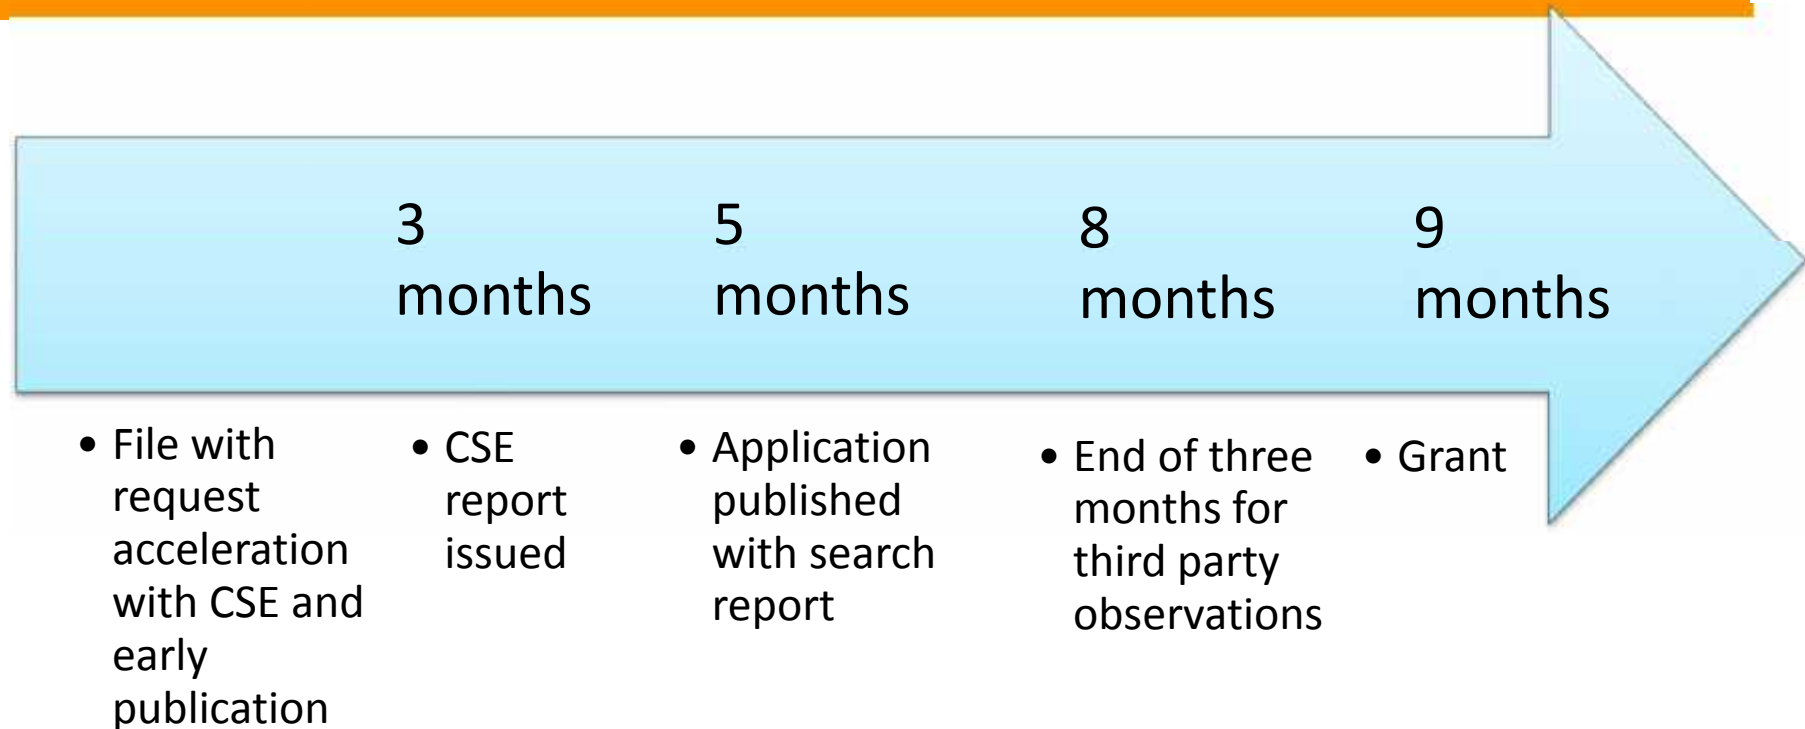 3
months
5
months
8
months
9
months
• File with
request
acceleration
with CSE and
early
publication
• CSE
report
issued
• Application
published
with search
report
• End of three
months for
third party
observations
• Grant